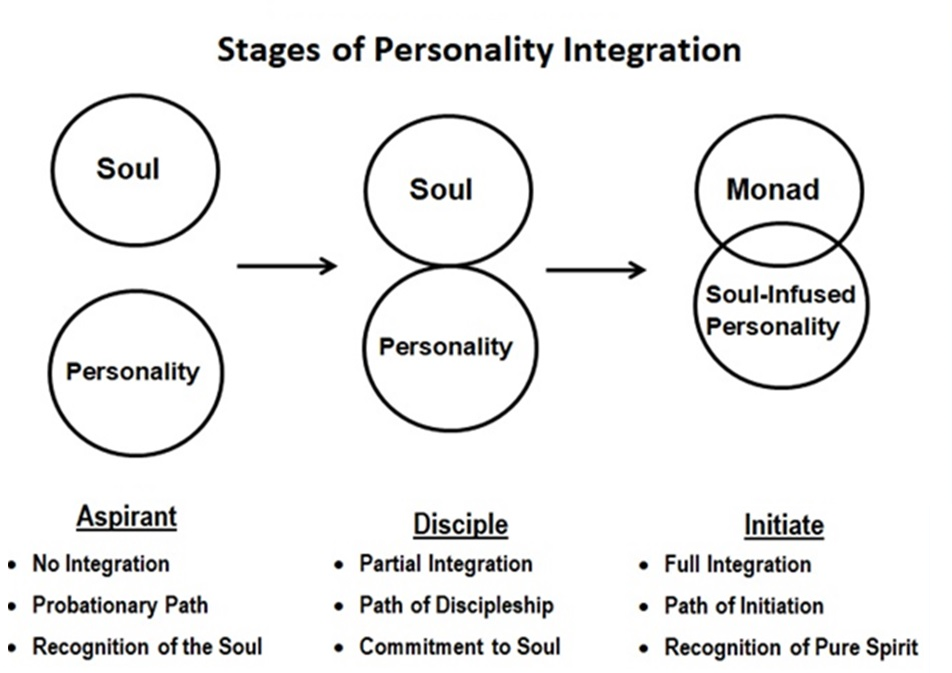 Stages of Personality Integration
Soul
Personality
Soul
Personality
Monad
Soul-Infused
Personality
Aspirant
• No Integration
• Probationary Path
• Recognition of the Soul
Disciple
• Partial Integration
• Path of Discipleship
• Commitment to Soul
Initiate
• Full Integration
• Path of Initiation
• Recognition of Pure Spirit